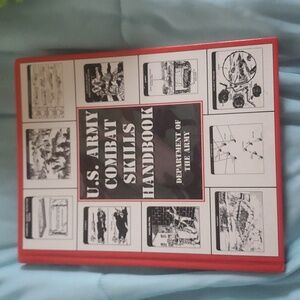 U.S. ARMY
COMBAT
SKILLS
HANDBOOK
DEPARTMENT OF
THE ARMY